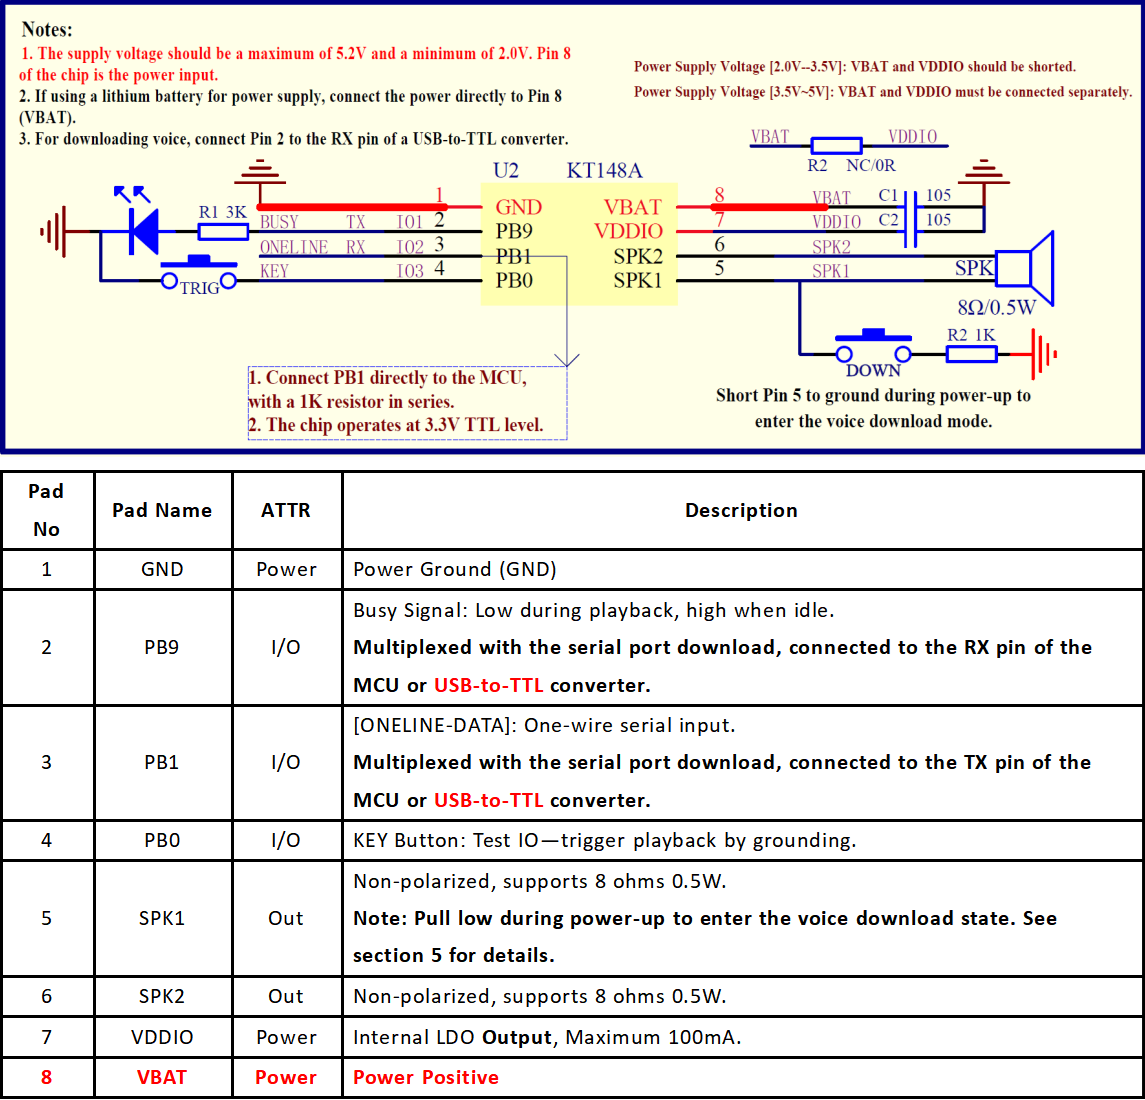 Notes:
1. The supply voltage should be a maximum of 5.2V and a minimum of 2.0V. Pin 8
of the chip is the power input.
2. If using a lithium battery for power supply, connect the power directly to Pin 8
(VBAT).
3. For downloading voice, connect Pin 2 to the RX pin of a USB-to-TTL converter.
Power Supply Voltage [2.0V--3.5V]: VBAT and VDDIO should be shorted.
Power Supply Voltage [3.5V~5V]: VBAT and VDDIO must be connected separately.
VBAT VDDIO
R2 NC/0R
U2 KT148A
1 GND VBAT 8 VBAT C1 105
R1 3K BUSY TX IO1 2 PB9 VDDIO 7 VDDIO C2 105
ONELINE RX IO2 3 PB1 SPK2 6 SPK2
TRIG KEY IO3 4 PB0 SPK1 5 SPK1 SPK
8Ω/0.5W
R2 1K
DOWN
1. Connect PB1 directly to the MCU,
with a 1K resistor in series.
2. The chip operates at 3.3V TTL level.
Short Pin 5 to ground during power-up to
enter the voice download mode.
Pad No Pad Name ATTR Description
1 GND Power Power Ground (GND)
2 PB9 I/O Busy Signal: Low during playback, high when idle.
Multiplexed with the serial port download, connected to the RX pin of the
MCU or USB-to-TTL converter.
3 PB1 I/O [ONELINE-DATA]: One-wire serial input.
Multiplexed with the serial port download, connected to the TX pin of the
MCU or USB-to-TTL converter.
4 PB0 I/O KEY Button: Test IO—trigger playback by grounding.
5 SPK1 Out Non-polarized, supports 8 ohms 0.5W.
Note: Pull low during power-up to enter the voice download state. See
section 5 for details.
6 SPK2 Out Non-polarized, supports 8 ohms 0.5W.
7 VDDIO Power Internal LDO Output, Maximum 100mA.
8 VBAT Power Power Positive